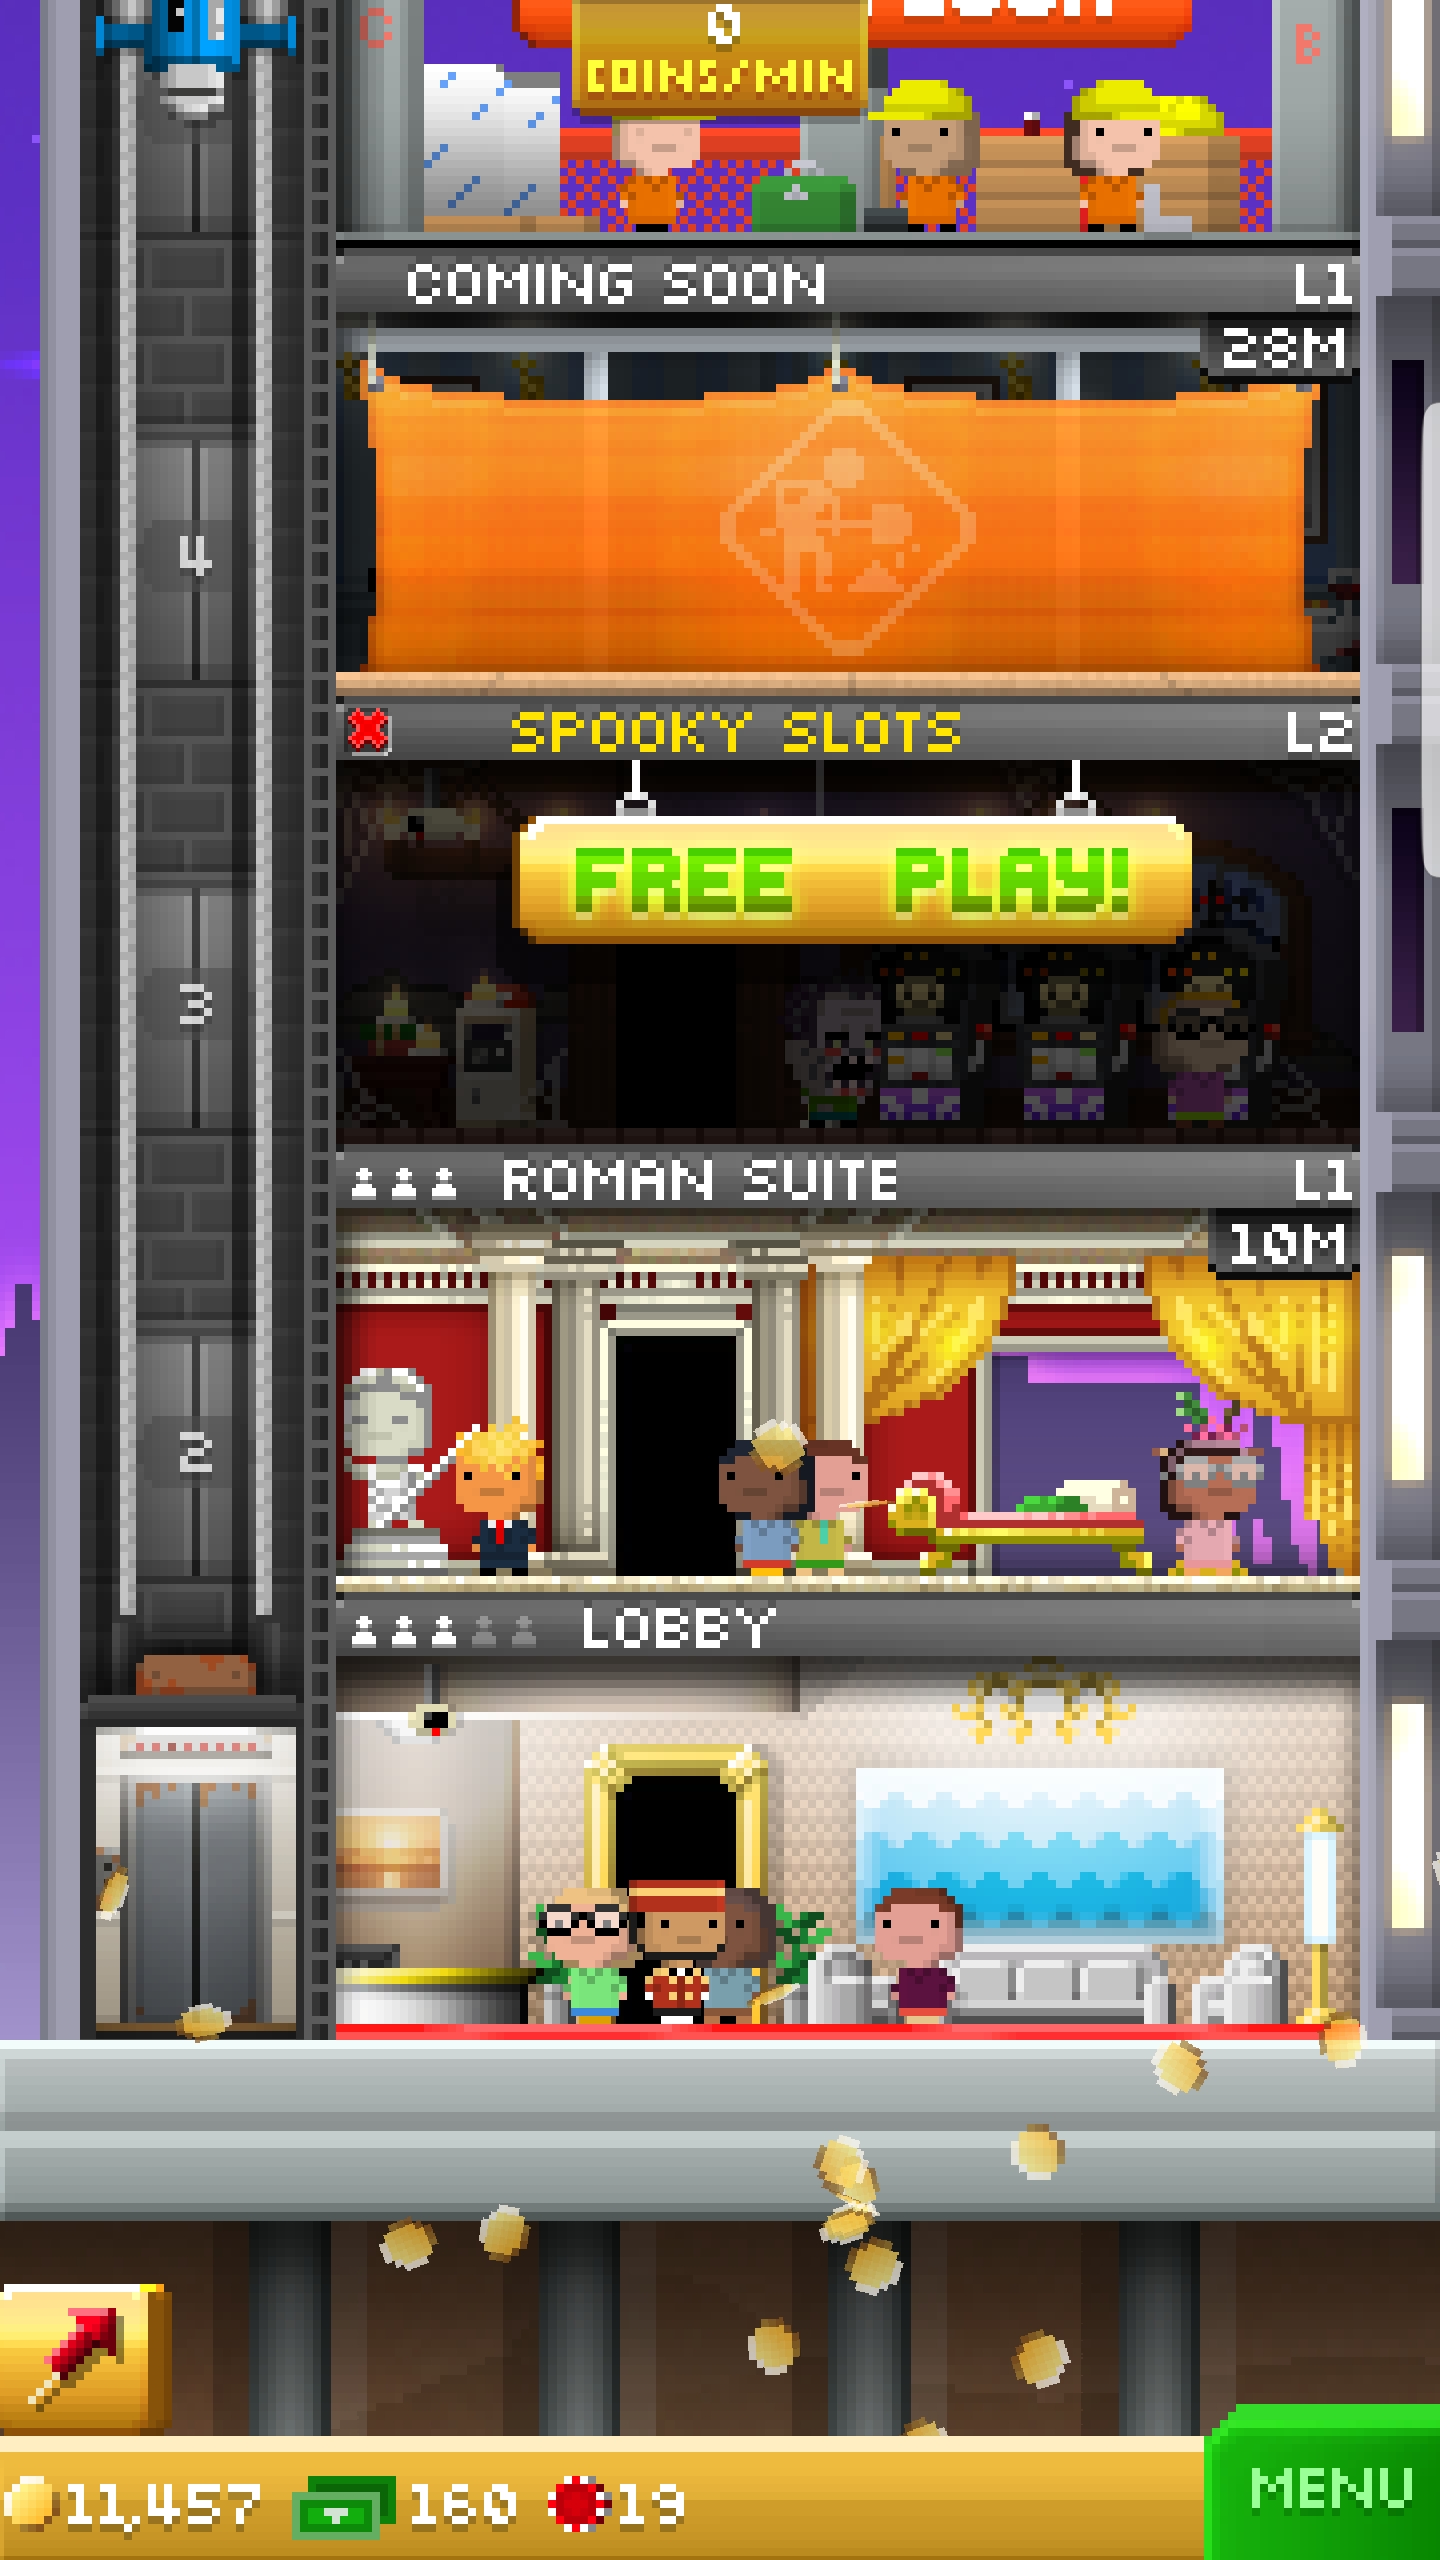 C
B
0
COINS/MIN
COMING SOON L1
28M
4
SPOOKY SLOTS L2
FREE PLAY!
3
ROMAN SUITE L1
10M
2
LOBBY
11,457 160 19
MENU